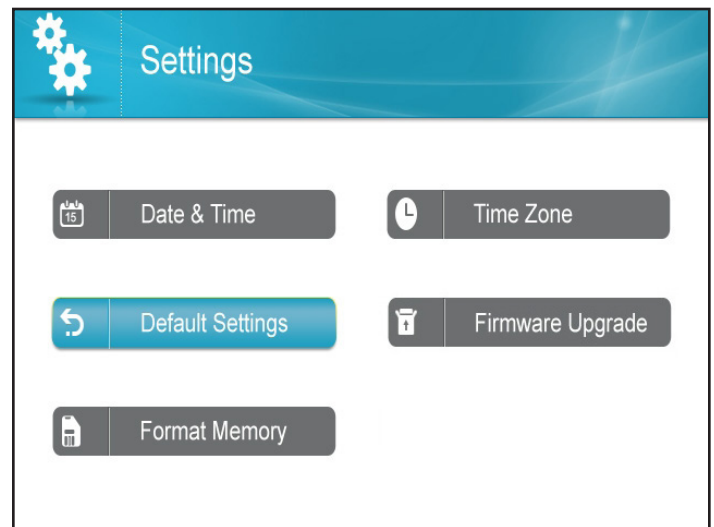 Settings
15
Date & Time
Time Zone
Default Settings
Firmware Upgrade
Format Memory